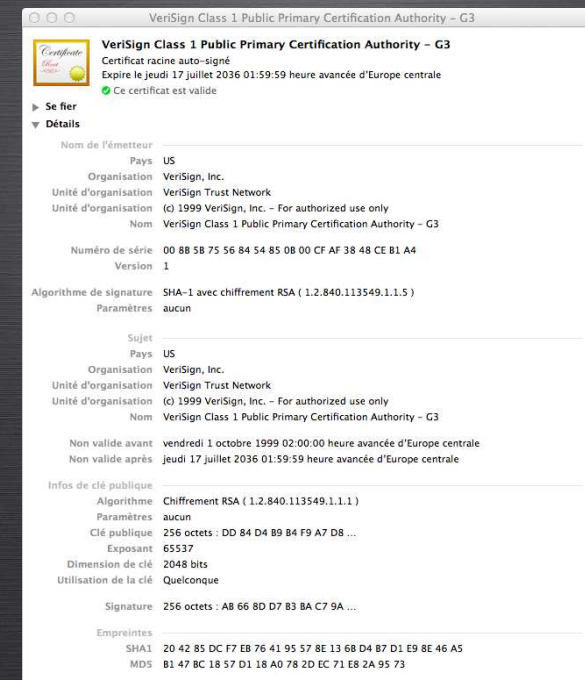 VeriSign Class 1 Public Primary Certification Authority – G3
Certificate
Root
VeriSign Class 1 Public Primary Certification Authority – G3
Certificat racine auto-signé
Expire le jeudi 17 juillet 2036 01:59:59 heure avancée d'Europe centrale
Ce certificat est valide
Se fier
Détails
Nom de l'émetteur
Pays US
Organisation VeriSign, Inc.
Unité d'organisation VeriSign Trust Network
Unité d'organisation (c) 1999 VeriSign, Inc. – For authorized use only
Nom VeriSign Class 1 Public Primary Certification Authority – G3
Numéro de série 00 8B 5B 75 56 84 54 85 0B 00 CF AF 38 48 CE B1 A4
Version 1
Algorithme de signature SHA-1 avec chiffrement RSA ( 1.2.840.113549.1.1.5 )
Paramètres aucun
Sujet
Pays US
Organisation VeriSign, Inc.
Unité d'organisation VeriSign Trust Network
Unité d'organisation (c) 1999 VeriSign, Inc. – For authorized use only
Nom VeriSign Class 1 Public Primary Certification Authority – G3
Non valide avant vendredi 1 octobre 1999 02:00:00 heure avancée d'Europe centrale
Non valide après jeudi 17 juillet 2036 01:59:59 heure avancée d'Europe centrale
Infos de clé publique
Algorithme Chiffrement RSA ( 1.2.840.113549.1.1.1 )
Paramètres aucun
Clé publique 256 octets : DD 84 D4 B9 B4 F9 A7 D8 ...
Exposant 65537
Dimension de clé 2048 bits
Utilisation de la clé Quelconque
Signature 256 octets : AB 66 8D D7 B3 BA C7 9A ...
Empreintes
SHA1 20 42 85 DC F7 EB 76 41 95 57 8E 13 6B D4 B7 D1 E9 8E 46 A5
MD5 B1 47 BC 18 57 D1 18 A0 78 2D EC 71 E8 2A 95 73